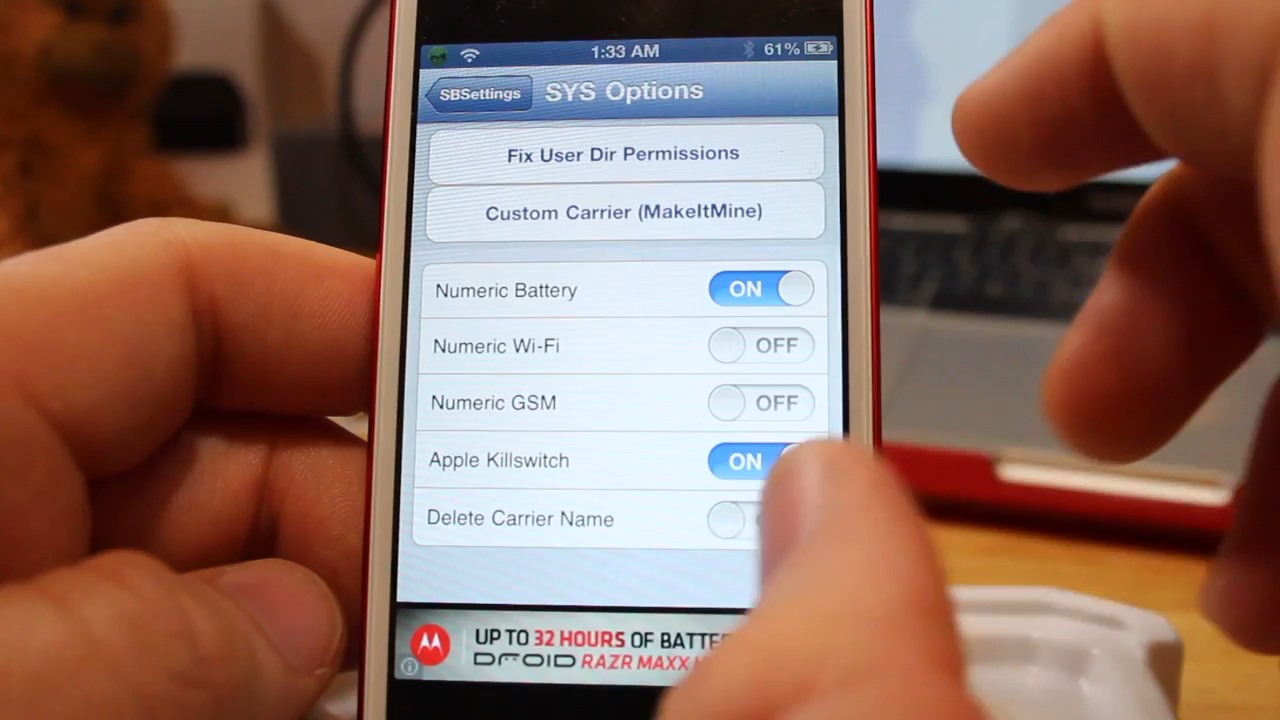 1:33 AM 61%
SBSettings SYS Options
Fix User Dir Permissions
Custom Carrier (MakeItMine)
Numeric Battery ON
Numeric Wi-Fi OFF
Numeric GSM OFF
Apple Killswitch ON
Delete Carrier Name
UP TO 32 HOURS OF
DROID RAZR MAXX